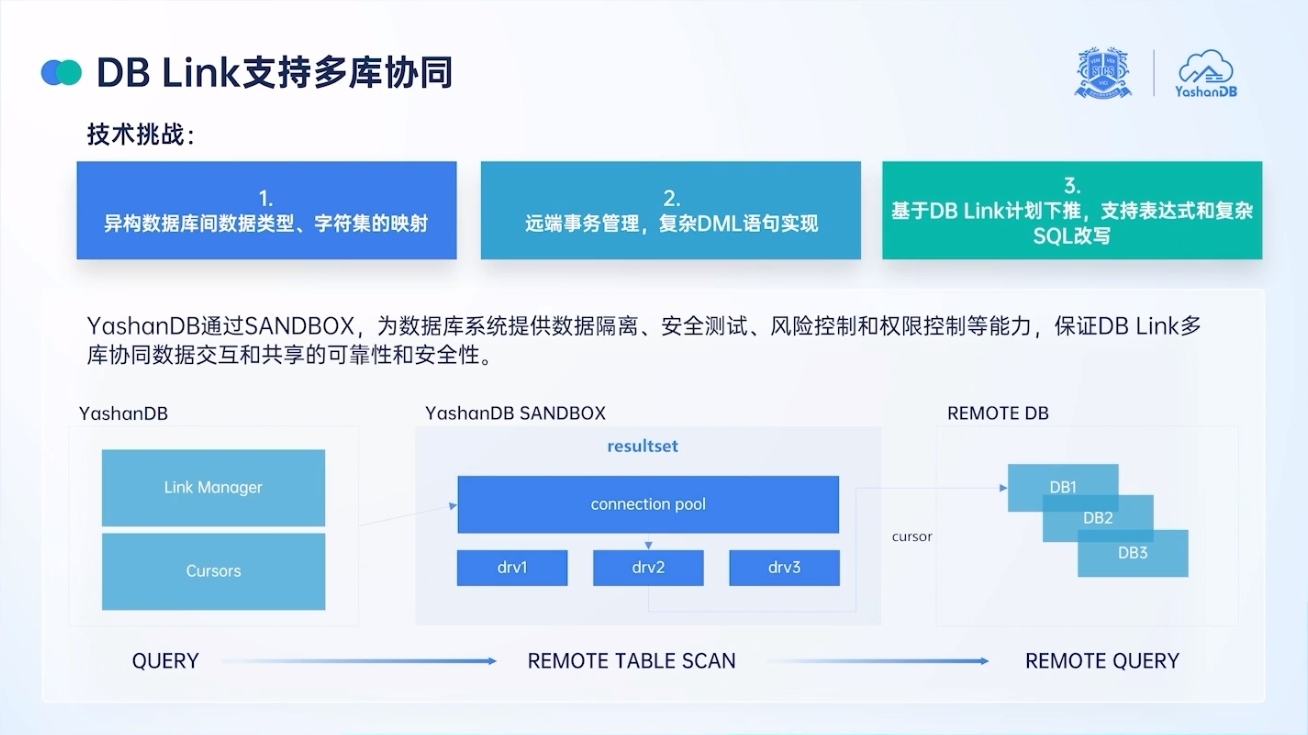 DB Link支持多库协同
YashanDB
技术挑战：
1.
异构数据库间数据类型、字符集的映射
2.
远端事务管理，复杂DML语句实现
3.
基于DB Link计划下推，支持表达式和复杂
SQL改写
YashanDB通过SANDBOX，为数据库系统提供数据隔离、安全测试、风险控制和权限控制等能力，保证DB Link多
库协同数据交互和共享的可靠性和安全性。
YashanDB
Link Manager
Cursors
YashanDB SANDBOX
resultset
connection pool
drv1
drv2
drv3
cursor
REMOTE DB
DB1
DB2
DB3
QUERY
REMOTE TABLE SCAN
REMOTE QUERY